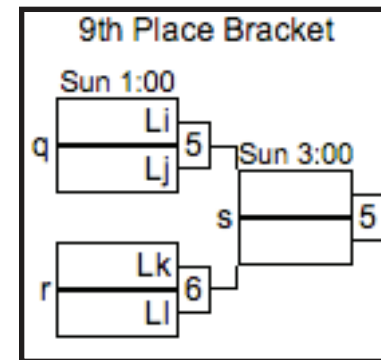 9th Place Bracket
Sun 1:00
Li
q
5
Lj
Sun 3:00
s
5
Lk
r
6
Ll